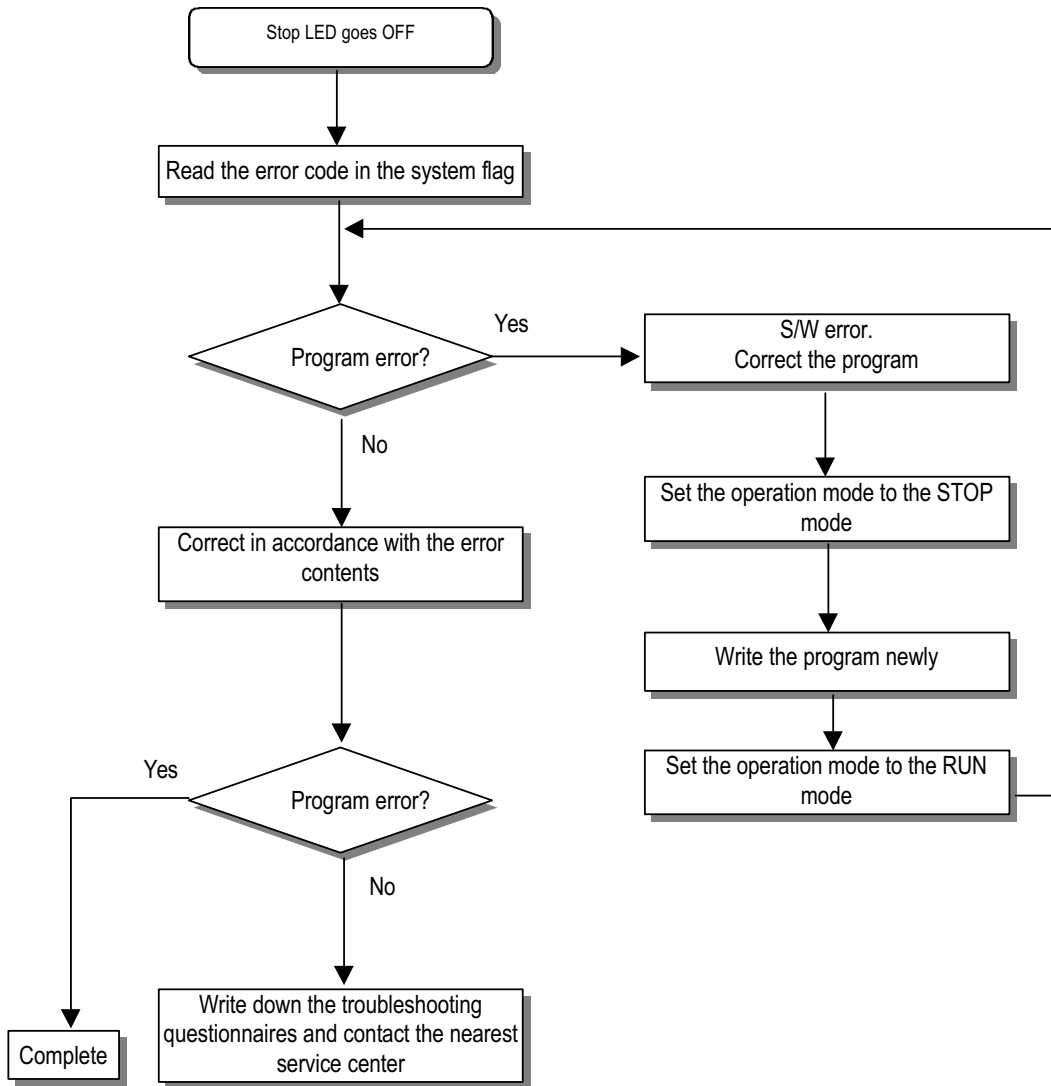 Stop LED goes OFF
Read the error code in the system flag
Program error?
Yes
S/W error.
Correct the program
No
Set the operation mode to the STOP
mode
Correct in accordance with the error
contents
Write the program newly
Set the operation mode to the RUN
mode
Yes
Program error?
No
Write down the troubleshooting
questionnaires and contact the nearest
service center
Complete